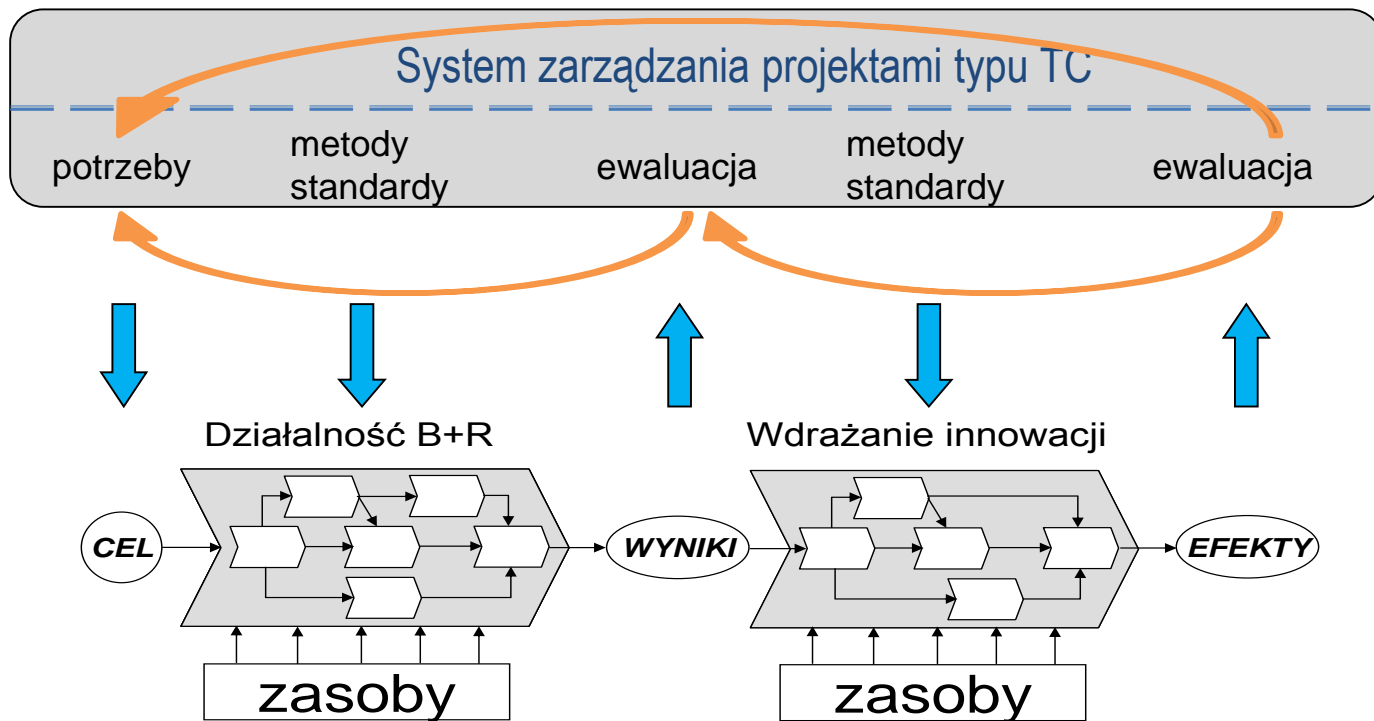 System zarządzania projektami typu TC
potrzeby
metody
standardy
ewaluacja
metody
standardy
ewaluacja
Działalność B+R
Wdrażanie innowacji
CEL
WYNIKI
EFEKTY
zasoby
zasoby